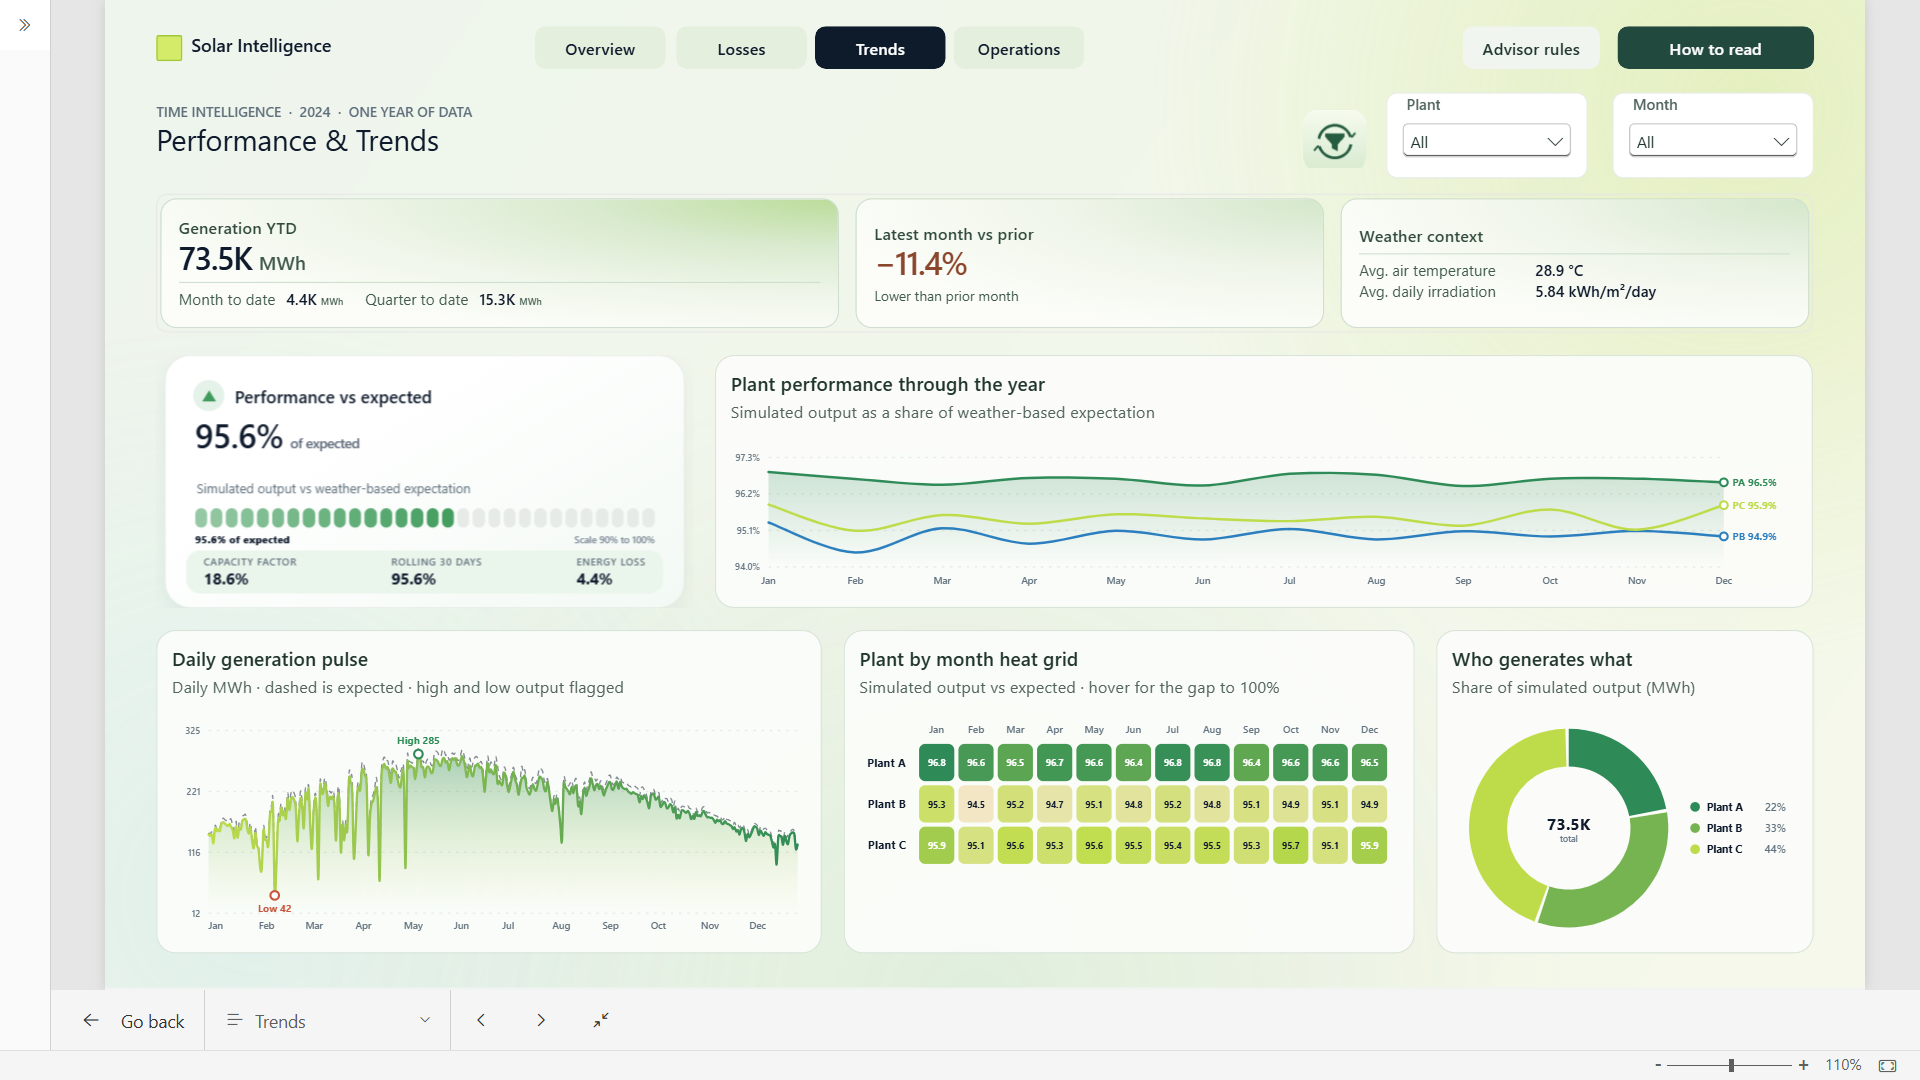 Solar Intelligence
Overview
Losses
Trends
Operations
Advisor rules
How to read
TIME INTELLIGENCE · 2024 · ONE YEAR OF DATA
Performance & Trends
Plant
All
Month
All
Generation YTD
73.5K MWh
Month to date 4.4K MWh Quarter to date 15.3K MWh
Latest month vs prior
−11.4%
Lower than prior month
Weather context
Avg. air temperature 28.9 °C
Avg. daily irradiation 5.84 kWh/m²/day
Performance vs expected
95.6% of expected
Simulated output vs weather-based expectation
95.6% of expected Scale 90% to 100%
CAPACITY FACTOR ROLLING 30 DAYS ENERGY LOSS
18.6% 95.6% 4.4%
Plant performance through the year
Simulated output as a share of weather-based expectation
97.3%
96.2%
95.1%
94.0%
PA 96.5%
PC 95.9%
PB 94.9%
Jan Feb Mar Apr May Jun Jul Aug Sep Oct Nov Dec
Daily generation pulse
Daily MWh · dashed is expected · high and low output flagged
325
221
116
12
High 285
Low 42
Jan Feb Mar Apr May Jun Jul Aug Sep Oct Nov Dec
Plant by month heat grid
Simulated output vs expected · hover for the gap to 100%
Jan Feb Mar Apr May Jun Jul Aug Sep Oct Nov Dec
Plant A 96.8 96.6 96.5 96.7 96.6 96.4 96.8 96.8 96.4 96.6 96.6 96.5
Plant B 95.3 94.5 95.2 94.7 95.1 94.8 95.2 94.8 95.1 94.9 95.1 94.9
Plant C 95.9 95.1 95.6 95.3 95.6 95.5 95.4 95.5 95.3 95.7 95.1 95.9
Who generates what
Share of simulated output (MWh)
73.5K
total
Plant A 22%
Plant B 33%
Plant C 44%
Go back
Trends
- + 110%